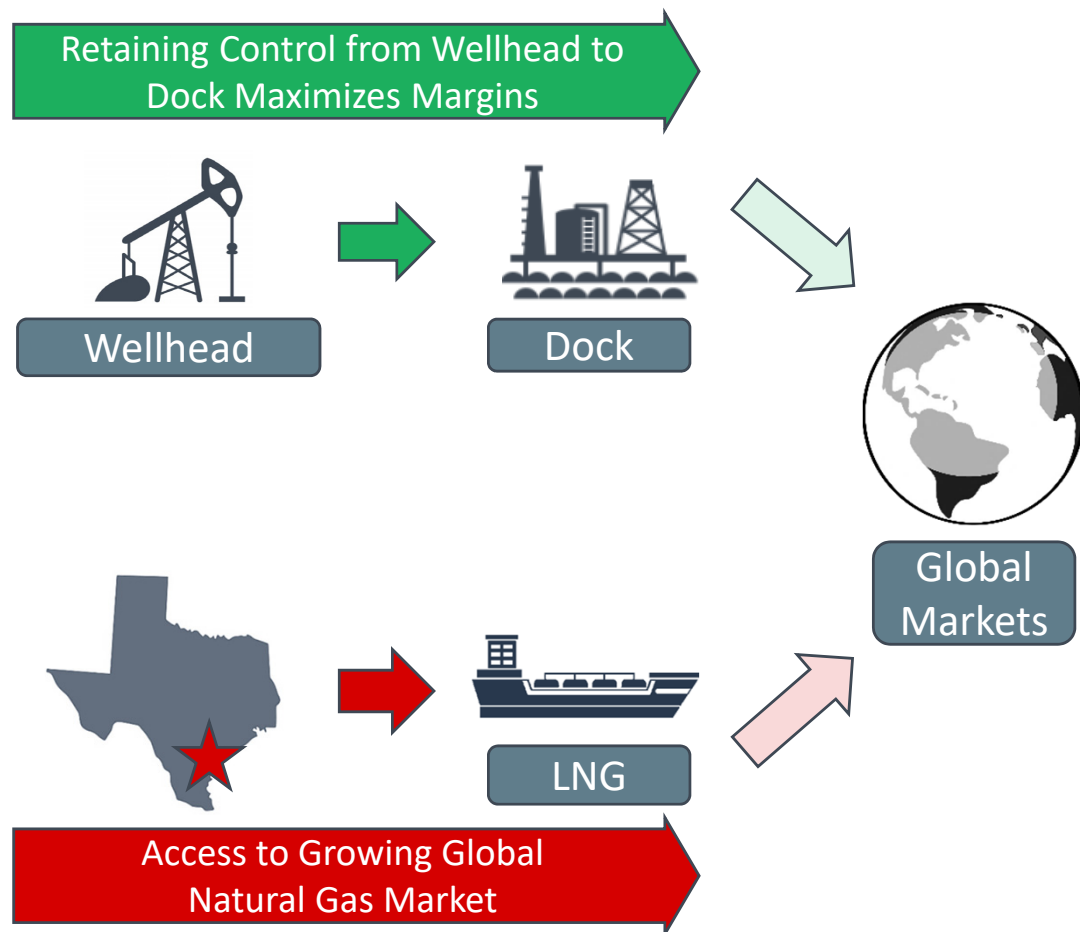 Retaining Control from Wellhead to
Dock Maximizes Margins
Wellhead
Dock
Global
Markets
LNG
Access to Growing Global
Natural Gas Market